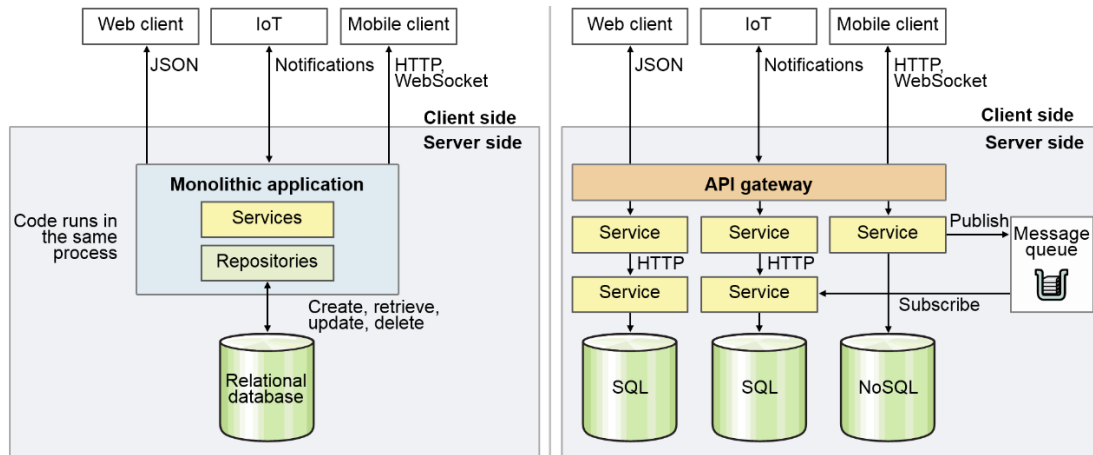 Web client
IoT
Mobile client
JSON
Notifications
HTTP,
WebSocket
Client side
Server side
Monolithic application
Services
Repositories
Code runs in
the same
process
Create, retrieve,
update, delete
Relational
database
Web client
IoT
Mobile client
JSON
Notifications
HTTP,
WebSocket
Client side
Server side
API gateway
Service
Service
Service
Publish
Message
queue
HTTP
HTTP
Service
Service
Subscribe
SQL
SQL
NoSQL